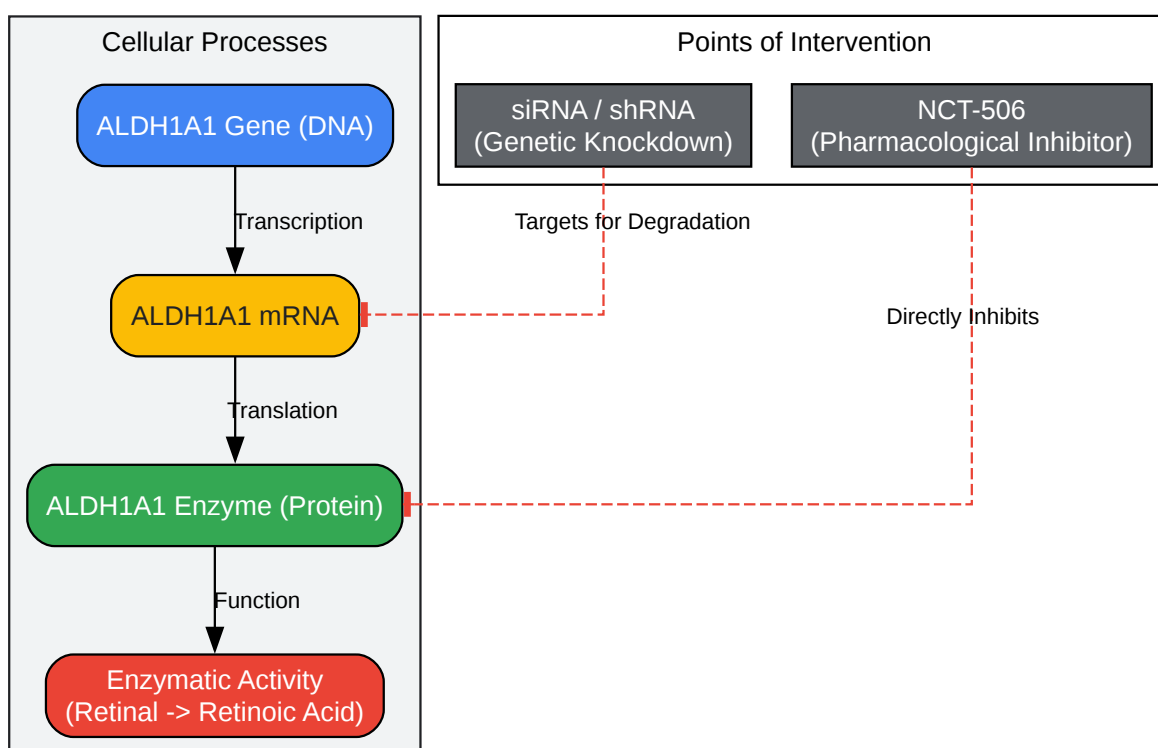 Cellular Processes
Points of Intervention
ALDH1A1 Gene (DNA)
siRNA / shRNA
(Genetic Knockdown)
NCT-506
(Pharmacological Inhibitor)
Transcription
Targets for Degradation
ALDH1A1 mRNA
Directly Inhibits
Translation
ALDH1A1 Enzyme (Protein)
Function
Enzymatic Activity
(Retinal -> Retinoic Acid)